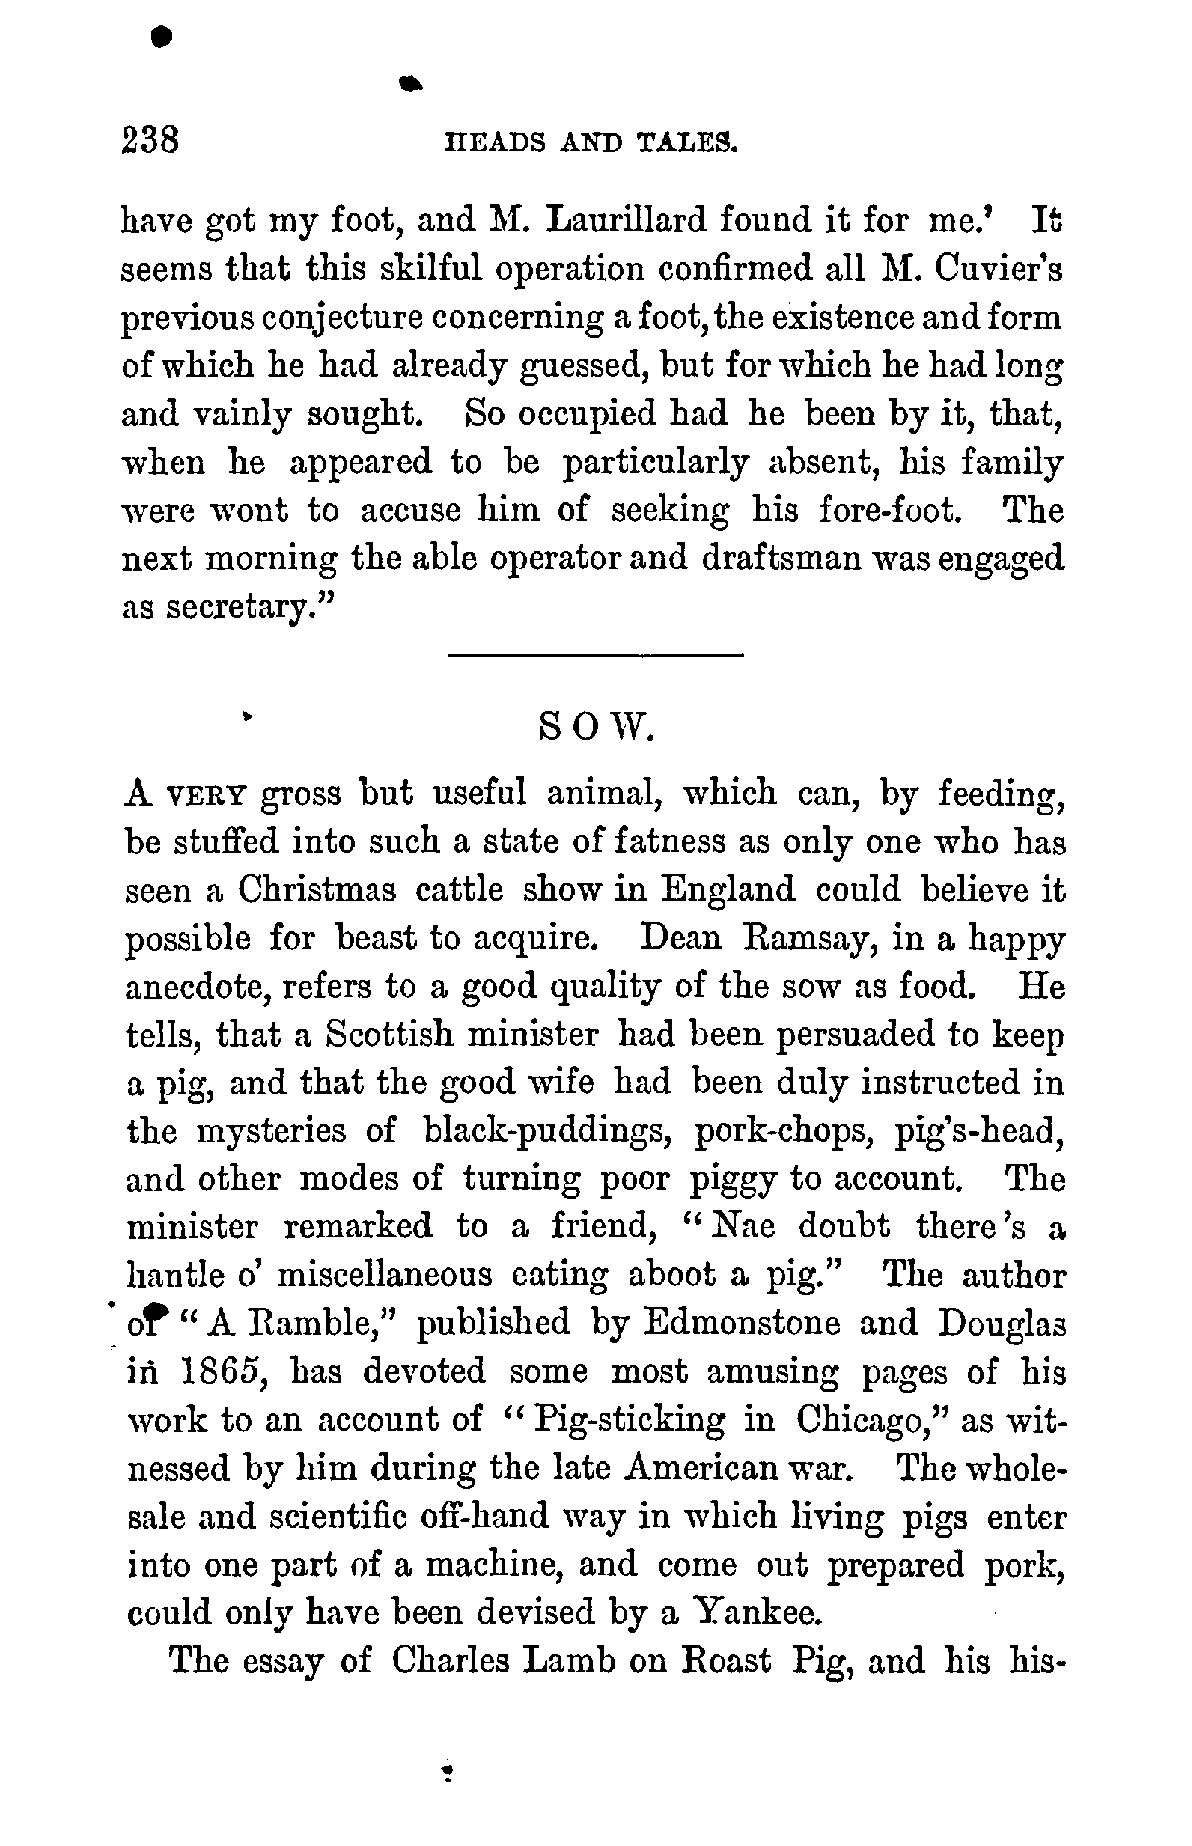 238 HEADS AND TALES.
have got my foot, and M. Laurillard found it for me.’ It
seems that this skilful operation confirmed all M. Cuvier’s
previous conjecture concerning a foot, the existence and form
of which he had already guessed, but for which he had long
and vainly sought. So occupied had he been by it, that,
when he appeared to be particularly absent, his family
were wont to accuse him of seeking his fore-foot. The
next morning the able operator and draftsman was engaged
as secretary.”
SOW.
A VERY gross but useful animal, which can, by feeding,
be stuffed into such a state of fatness as only one who has
seen a Christmas cattle show in England could believe it
possible for beast to acquire. Dean Ramsay, in a happy
anecdote, refers to a good quality of the sow as food. He
tells, that a Scottish minister had been persuaded to keep
a pig, and that the good wife had been duly instructed in
the mysteries of black-puddings, pork-chops, pig’s-head,
and other modes of turning poor piggy to account. The
minister remarked to a friend, “Nae doubt there’s a
hantle o’ miscellaneous eating aboot a pig.” The author
of “A Ramble,” published by Edmonstone and Douglas
in 1865, has devoted some most amusing pages of his
work to an account of “Pig-sticking in Chicago,” as wit-
nessed by him during the late American war. The whole-
sale and scientific off-hand way in which living pigs enter
into one part of a machine, and come out prepared pork,
could only have been devised by a Yankee.
The essay of Charles Lamb on Roast Pig, and his his-